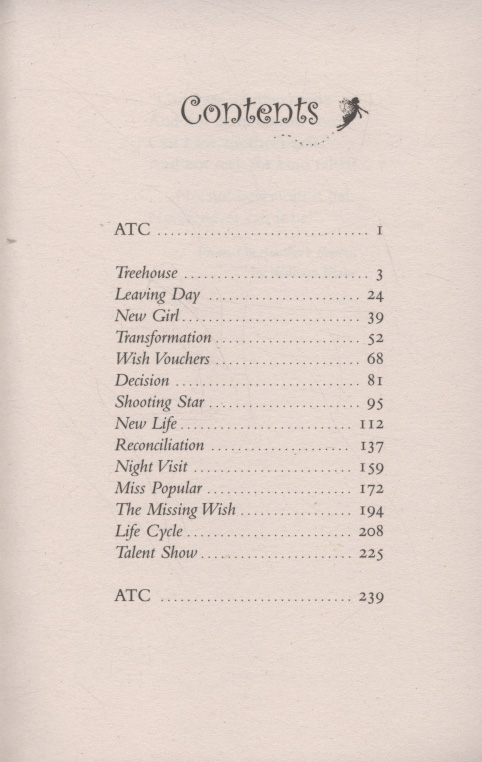 Contents
ATC ............................. 1
Treehouse ........................ 3
Leaving Day ..................... 24
New Girl ........................ 39
Transformation .................... 52
Wish Vouchers .................... 68
Decision .......................... 81
Shooting Star ..................... 95
New Life ........................ 112
Reconciliation .................... 137
Night Visit ...................... 159
Miss Popular .................... 172
The Missing Wish ................ 194
Life Cycle ....................... 208
Talent Show ..................... 225
ATC ........................... 239